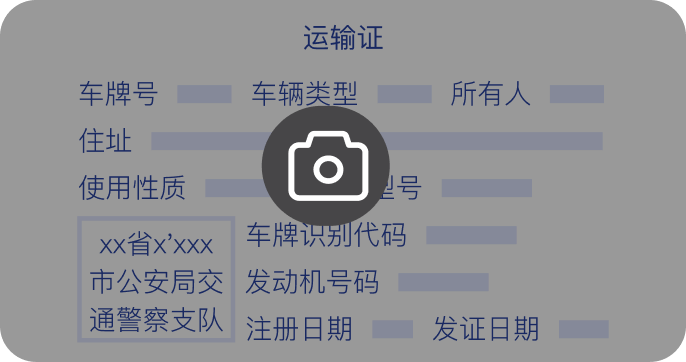 运输证
车牌号 车辆类型 所有人
住址
使用性质 型号
车牌识别代码
xx省x’xxx
市公安局交
通警察支队
发动机号码
注册日期 发证日期